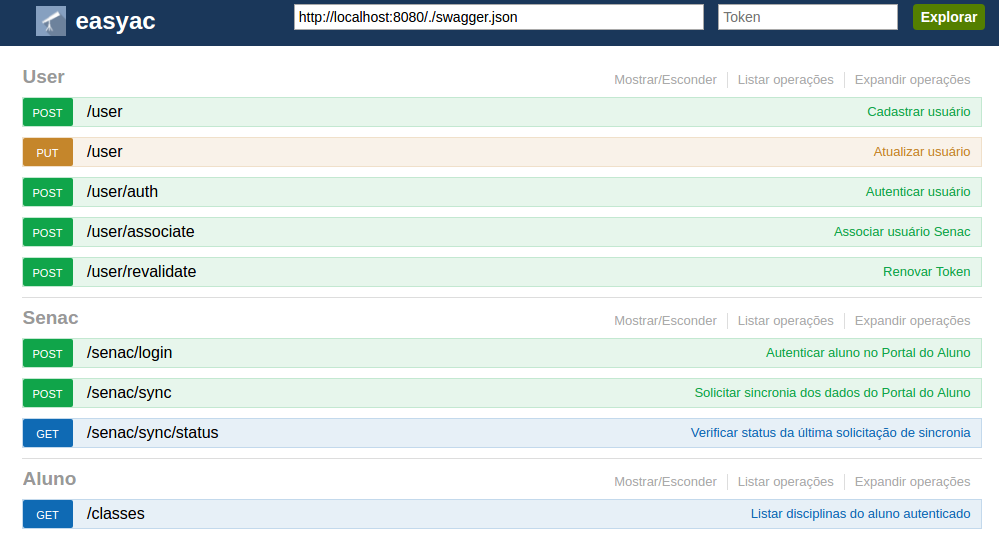 easyac http://localhost:8080/./swagger.json Token Explorar
User Mostrar/Esconder Listar operações Expandir operações
POST /user Cadastrar usuário
PUT /user Atualizar usuário
POST /user/auth Autenticar usuário
POST /user/associate Associar usuário Senac
POST /user/revalidate Renovar Token
Senac Mostrar/Esconder Listar operações Expandir operações
POST /senac/login Autenticar aluno no Portal do Aluno
POST /senac/sync Solicitar sincronia dos dados do Portal do Aluno
GET /senac/sync/status Verificar status da última solicitação de sincronia
Aluno Mostrar/Esconder Listar operações Expandir operações
GET /classes Listar disciplinas do aluno autenticado